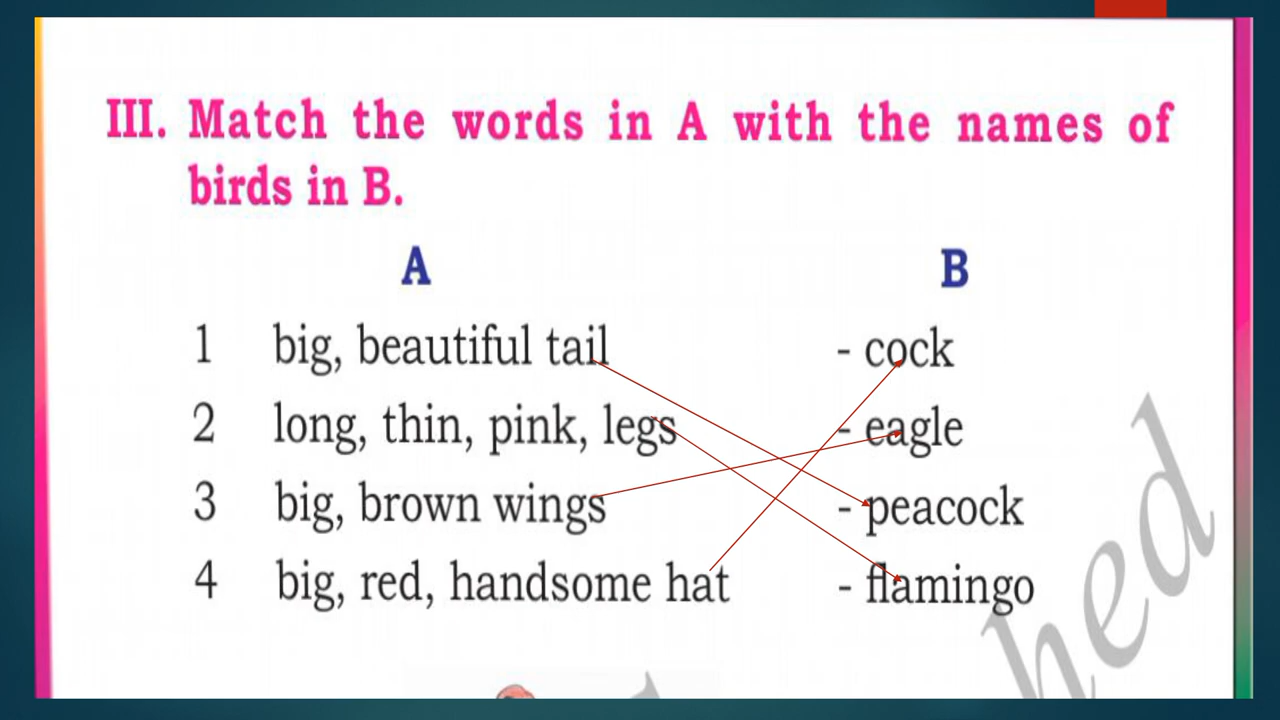 III. Match the words in A with the names of
birds in B.
A B
1 big, beautiful tail - cock
2 long, thin, pink, legs - eagle
3 big, brown wings - peacock
4 big, red, handsome hat - flamingo
hed